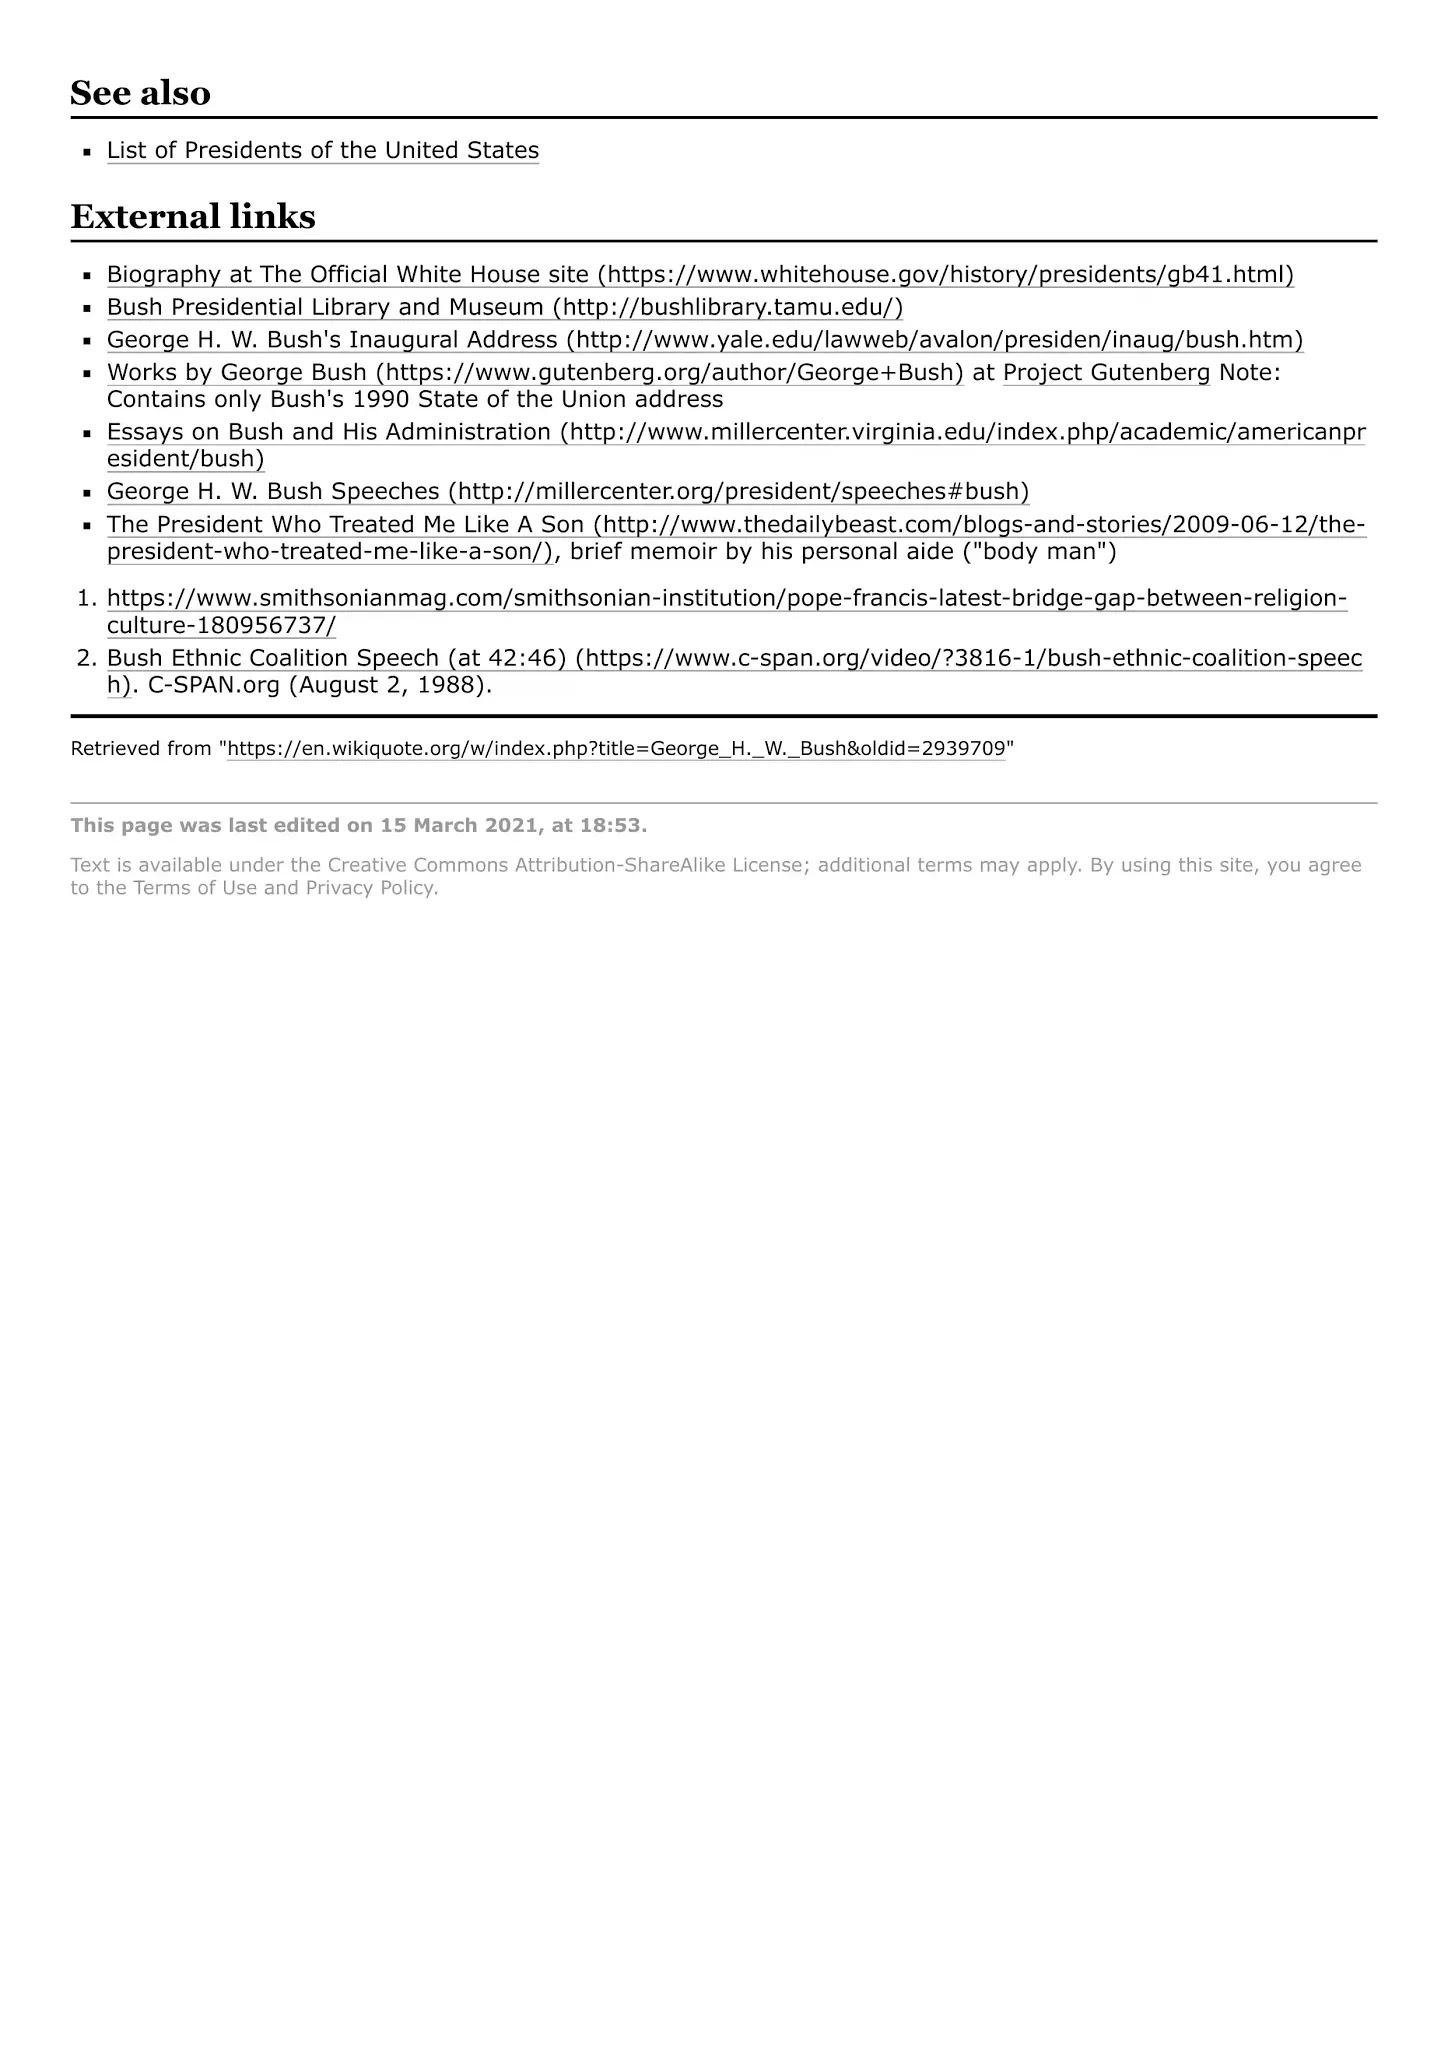 See also
List of Presidents of the United States
External links
Biography at The Official White House site (https://www.whitehouse.gov/history/presidents/gb41.html)
Bush Presidential Library and Museum (http://bushlibrary.tamu.edu/)
George H. W. Bush's Inaugural Address (http://www.yale.edu/lawweb/avalon/presiden/inaug/bush.htm)
Works by George Bush (https://www.gutenberg.org/author/George+Bush) at Project Gutenberg Note:
Contains only Bush's 1990 State of the Union address
Essays on Bush and His Administration (http://www.millercenter.virginia.edu/index.php/academic/americanpr
esident/bush)
George H. W. Bush Speeches (http://millercenter.org/president/speeches#bush)
The President Who Treated Me Like A Son (http://www.thedailybeast.com/blogs-and-stories/2009-06-12/the-
president-who-treated-me-like-a-son/), brief memoir by his personal aide ("body man")
1. https://www.smithsonianmag.com/smithsonian-institution/pope-francis-latest-bridge-gap-between-religion-
culture-180956737/
2. Bush Ethnic Coalition Speech (at 42:46) (https://www.c-span.org/video/?3816-1/bush-ethnic-coalition-speec
h). C-SPAN.org (August 2, 1988).
Retrieved from "https://en.wikiquote.org/w/index.php?title=George_H._W._Bush&oldid=2939709"
This page was last edited on 15 March 2021, at 18:53.
Text is available under the Creative Commons Attribution-ShareAlike License; additional terms may apply. By using this site, you agree
to the Terms of Use and Privacy Policy.